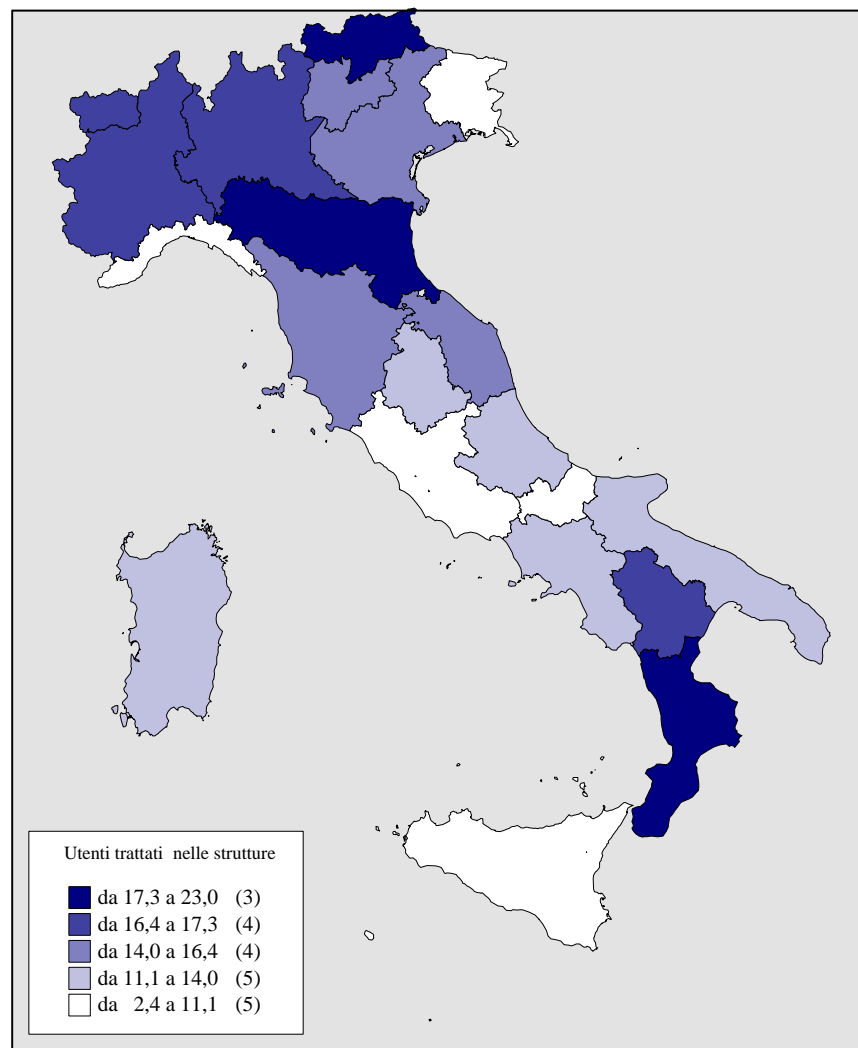 Utenti trattati nelle strutture
da 17,3 a 23,0 (3)
da 16,4 a 17,3 (4)
da 14,0 a 16,4 (4)
da 11,1 a 14,0 (5)
da 2,4 a 11,1 (5)